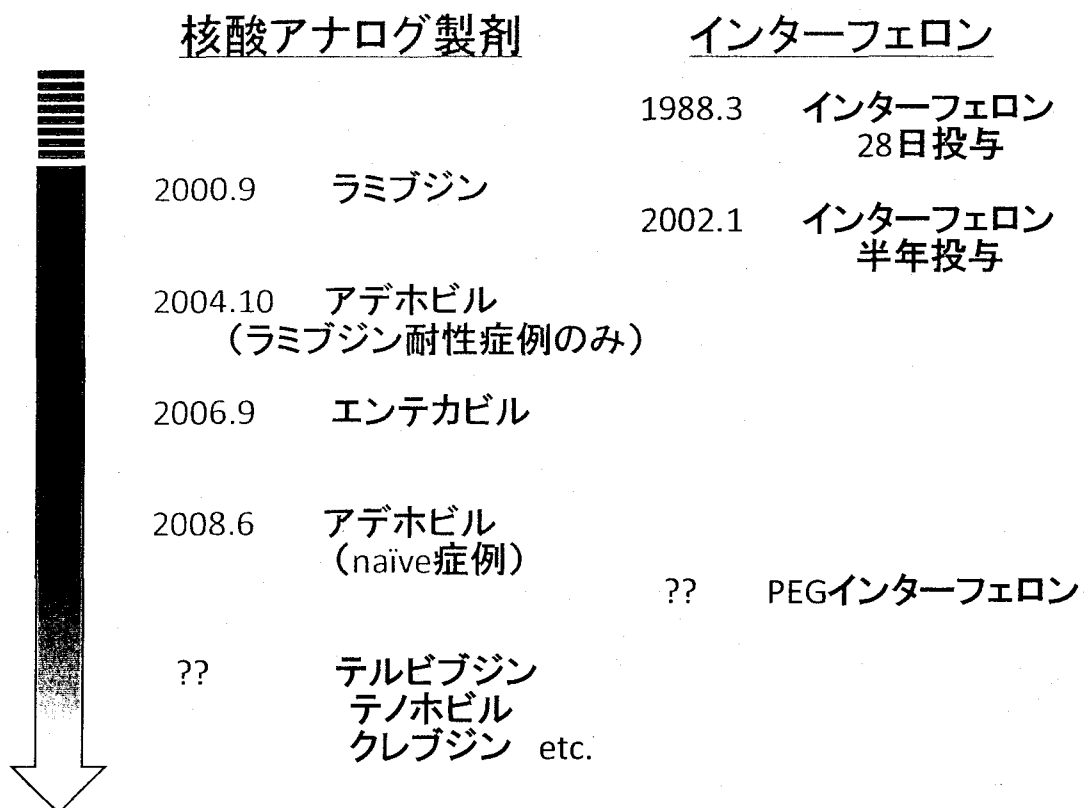 核酸アナログ製剤 インターフェロン
1988.3 インターフェロン
28日投与
2000.9 ラミブジン
2002.1 インターフェロン
半年投与
2004.10 アデホビル
（ラミブジン耐性症例のみ）
2006.9 エンテカビル
2008.6 アデホビル
（naïve症例）
?? PEGインターフェロン
?? テルビブジン
テノホビル
クレブジン etc.